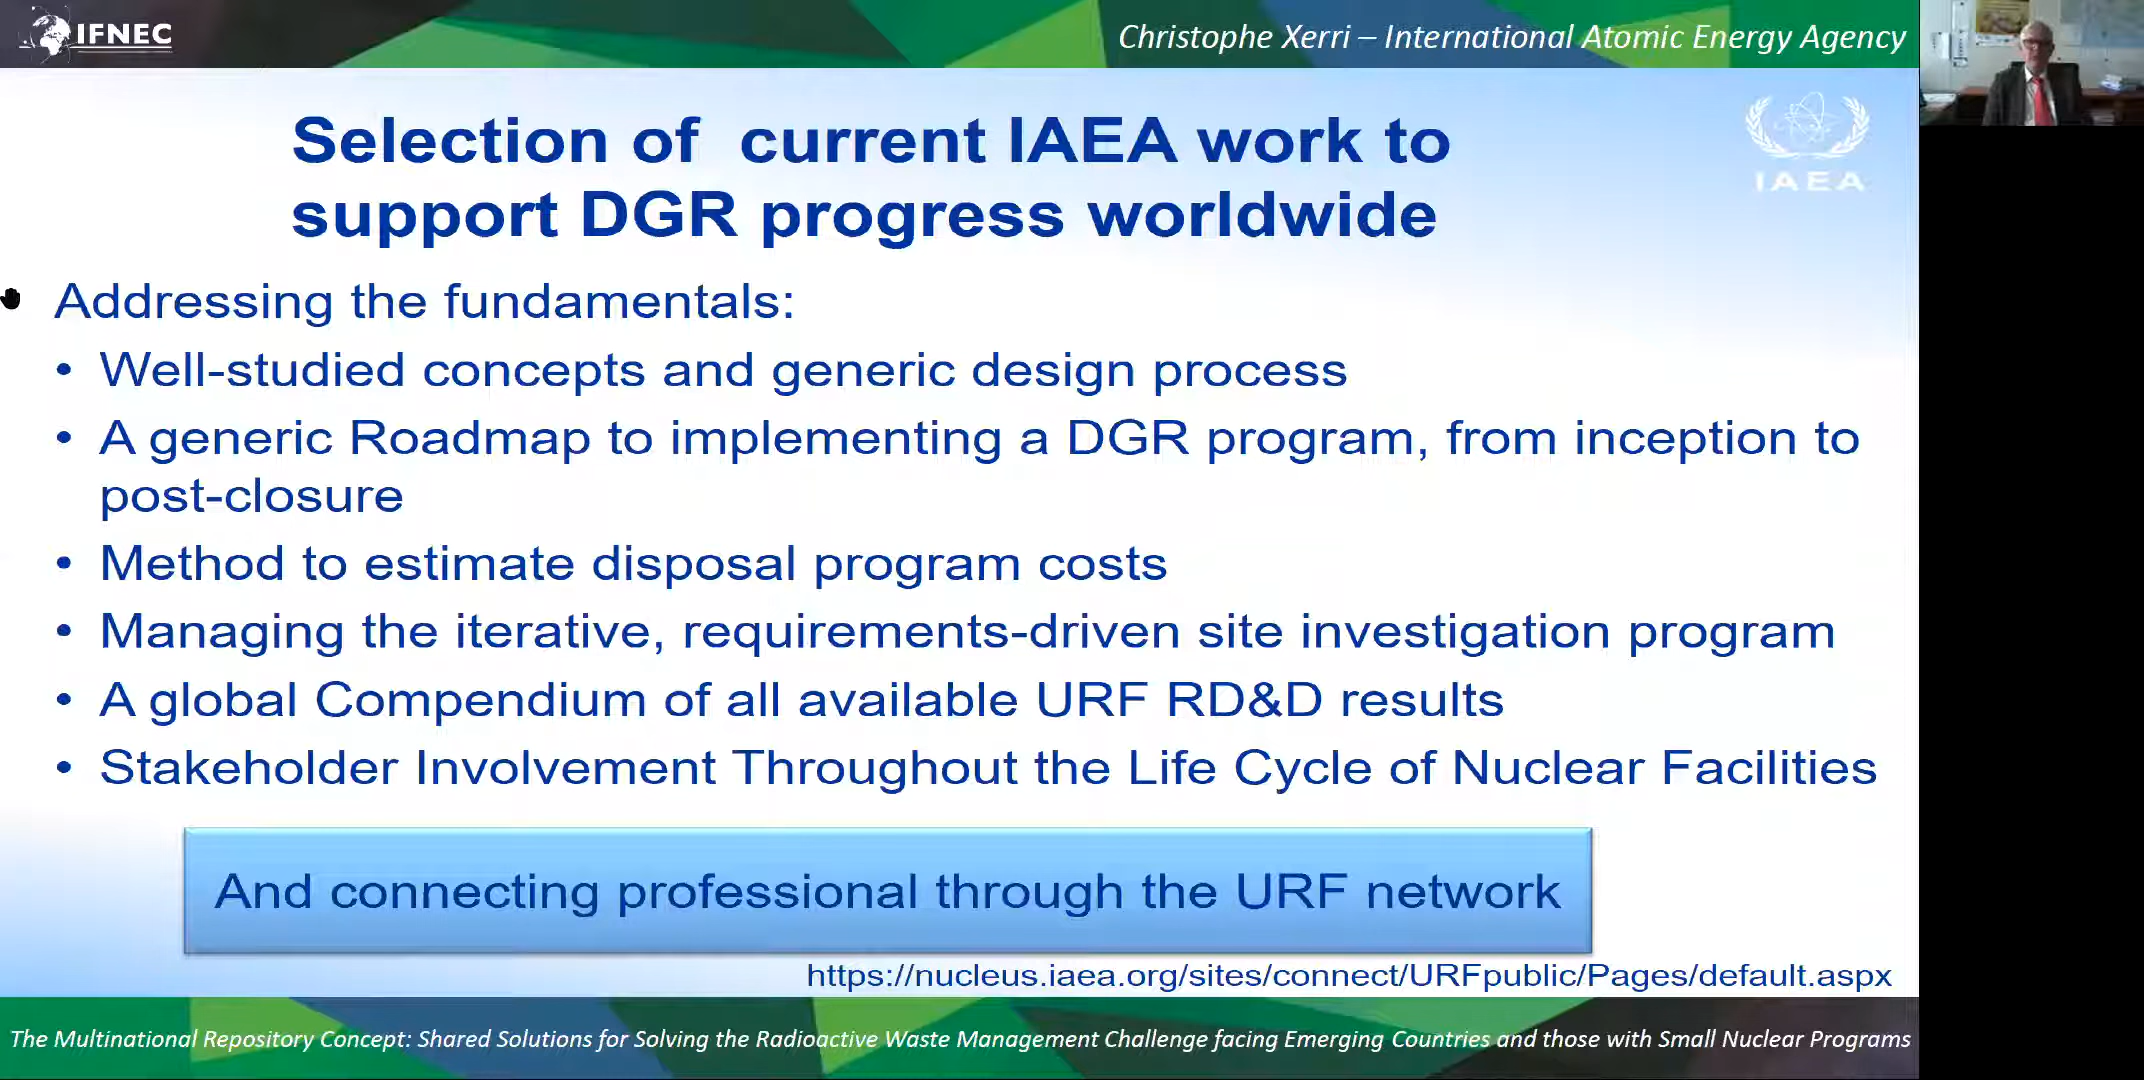 IFNEC
Christophe Xerri – International Atomic Energy Agency
IAEA
Selection of current IAEA work to
support DGR progress worldwide
• Addressing the fundamentals:
• Well-studied concepts and generic design process
• A generic Roadmap to implementing a DGR program, from inception to
post-closure
• Method to estimate disposal program costs
• Managing the iterative, requirements-driven site investigation program
• A global Compendium of all available URF RD&D results
• Stakeholder Involvement Throughout the Life Cycle of Nuclear Facilities
And connecting professional through the URF network
https://nucleus.iaea.org/sites/connect/URFpublic/Pages/default.aspx
The Multinational Repository Concept: Shared Solutions for Solving the Radioactive Waste Management Challenge facing Emerging Countries and those with Small Nuclear Programs